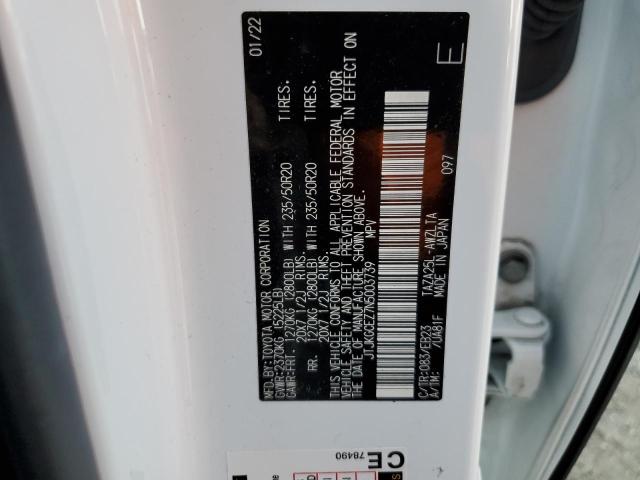 MFD.BY:TOYOTA MOTOR CORPORATION 01/22
GVWR:2370KG (5225LB)
GAWR:FRT. 1270KG (2800LB) WITH 235/50R20 TIRES.
20X7 1/2J RIMS.
RR. 1270KG (2800LB) WITH 235/50R20 TIRES.
20X7 1/2J RIMS.
THIS VEHICLE CONFORMS TO ALL APPLICABLE FEDERAL MOTOR
VEHICLE SAFETY AND THEFT PREVENTION STANDARDS IN EFFECT ON
THE DATE OF MANUFACTURE SHOWN ABOVE.
JTJKGCEZ7N5003739 MPV
C/TR:083/EB23 TAZA25L-AWZLTA 097
A/TM: /UA81F MADE IN JAPAN
E
CE
78490